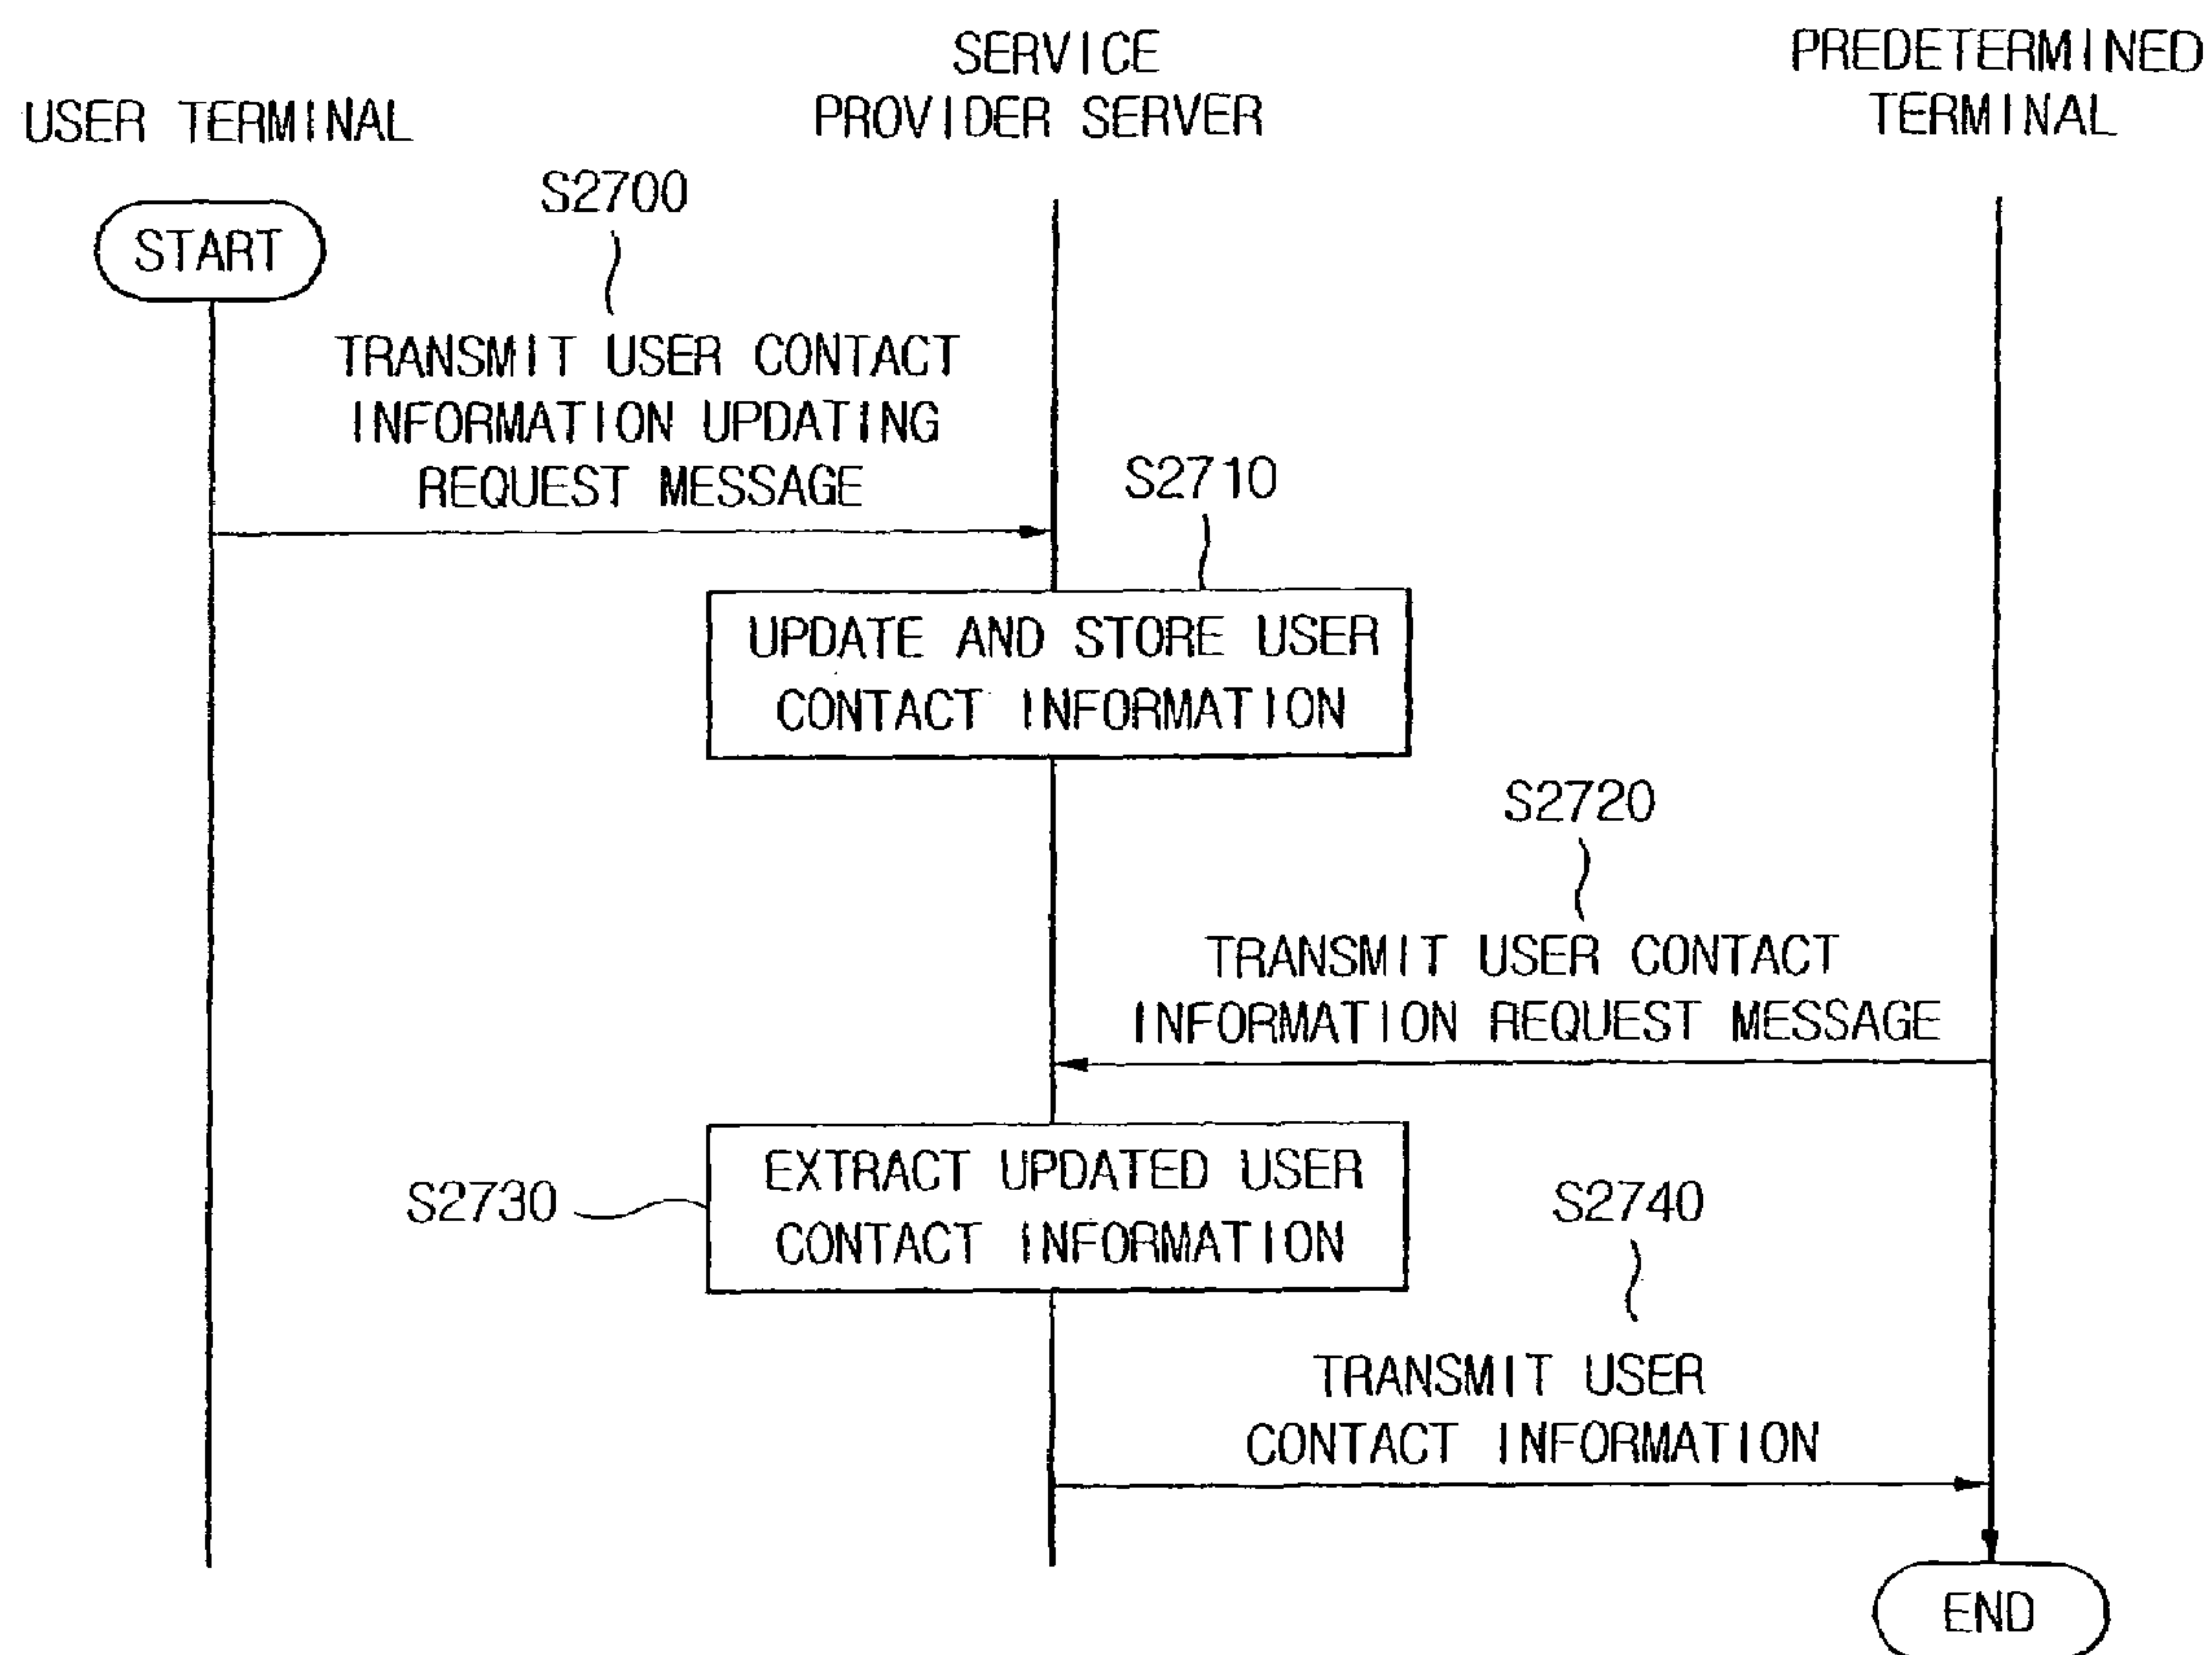 USER TERMINAL
SERVICE
PROVIDER SERVER
PREDETERMINED
TERMINAL
START
S2700
TRANSMIT USER CONTACT
INFORMATION UPDATING
REQUEST MESSAGE
S2710
UPDATE AND STORE USER
CONTACT INFORMATION
S2720
TRANSMIT USER CONTACT
INFORMATION REQUEST MESSAGE
S2730
EXTRACT UPDATED USER
CONTACT INFORMATION
S2740
TRANSMIT USER
CONTACT INFORMATION
END